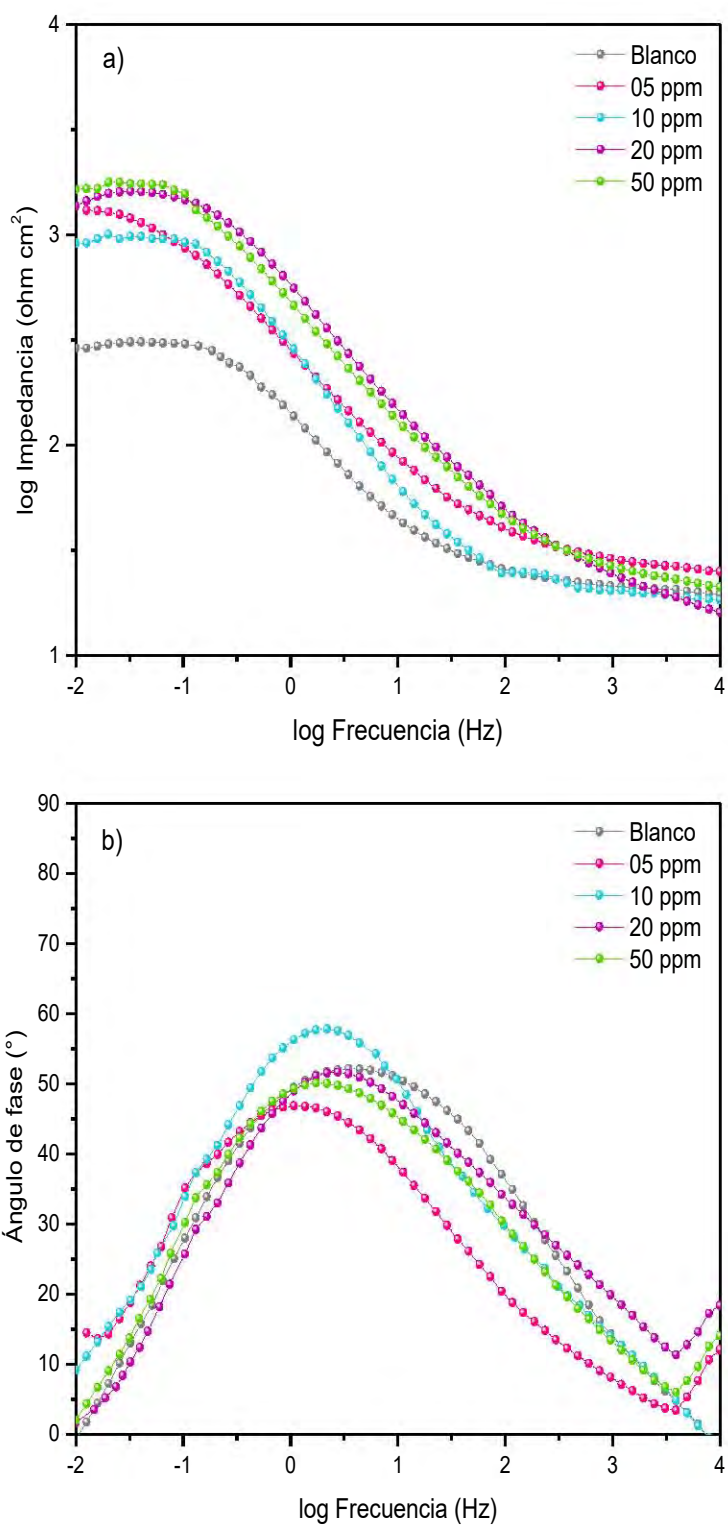 a)
Blanco
05 ppm
10 ppm
20 ppm
50 ppm
4
3
2
1
log Impedancia (ohm cm²)
-2 -1 0 1 2 3 4
log Frecuencia (Hz)
b)
Blanco
05 ppm
10 ppm
20 ppm
50 ppm
90
80
70
60
50
40
30
20
10
0
Ángulo de fase (°)
-2 -1 0 1 2 3 4
log Frecuencia (Hz)